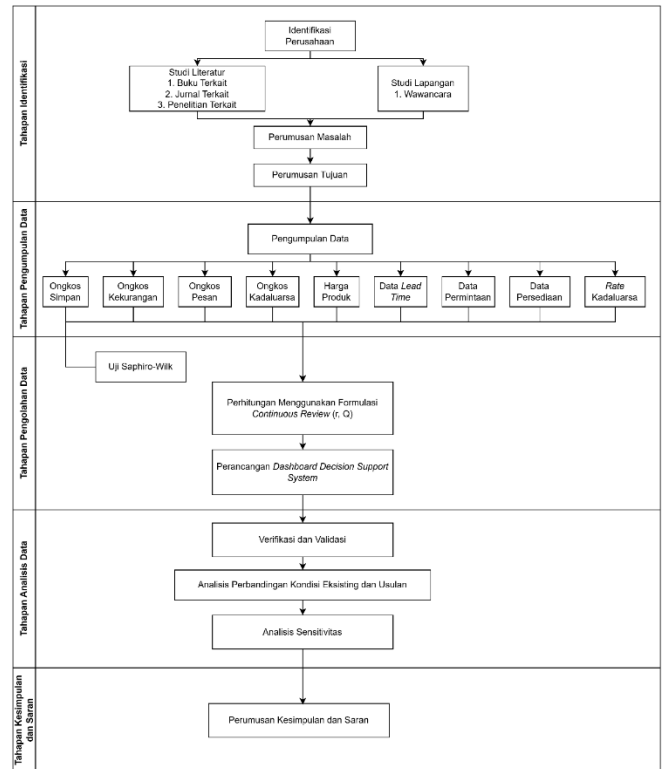 Tahapan Identifikasi
Identifikasi
Perusahaan
Studi Literatur
1. Buku Terkait
2. Jurnal Terkait
3. Penelitian Terkait
Studi Lapangan
1. Wawancara
Perumusan Masalah
Perumusan Tujuan
Tahapan Pengumpulan Data
Pengumpulan Data
Ongkos
Simpan
Ongkos
Kekurangan
Ongkos
Pesan
Ongkos
Kadaluarsa
Harga
Produk
Data Lead
Time
Data
Permintaan
Data
Persediaan
Rate
Kadaluarsa
Tahapan Pengolahan Data
Uji Saphiro-Wilk
Perhitungan Menggunakan Formulasi
Continuous Review (r, Q)
Perancangan Dashboard Decision Support
System
Tahapan Analisis Data
Verifikasi dan Validasi
Analisis Perbandingan Kondisi Eksisting dan Usulan
Analisis Sensitivitas
Tahapan Kesimpulan
dan Saran
Perumusan Kesimpulan dan Saran